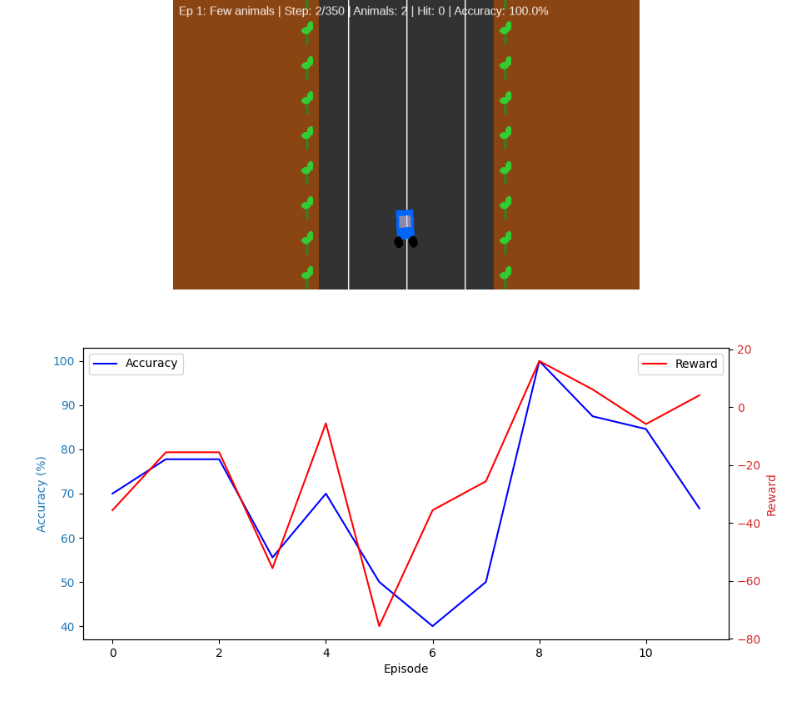 Ep 1: Few animals | Step: 2/350 | Animals: 2 | Hit: 0 | Accuracy: 100.0%
Accuracy
Reward
100
90
80
70
60
50
40
Accuracy (%)
20
0
−20
−40
−60
−80
Reward
0 2 4 6 8 10
Episode